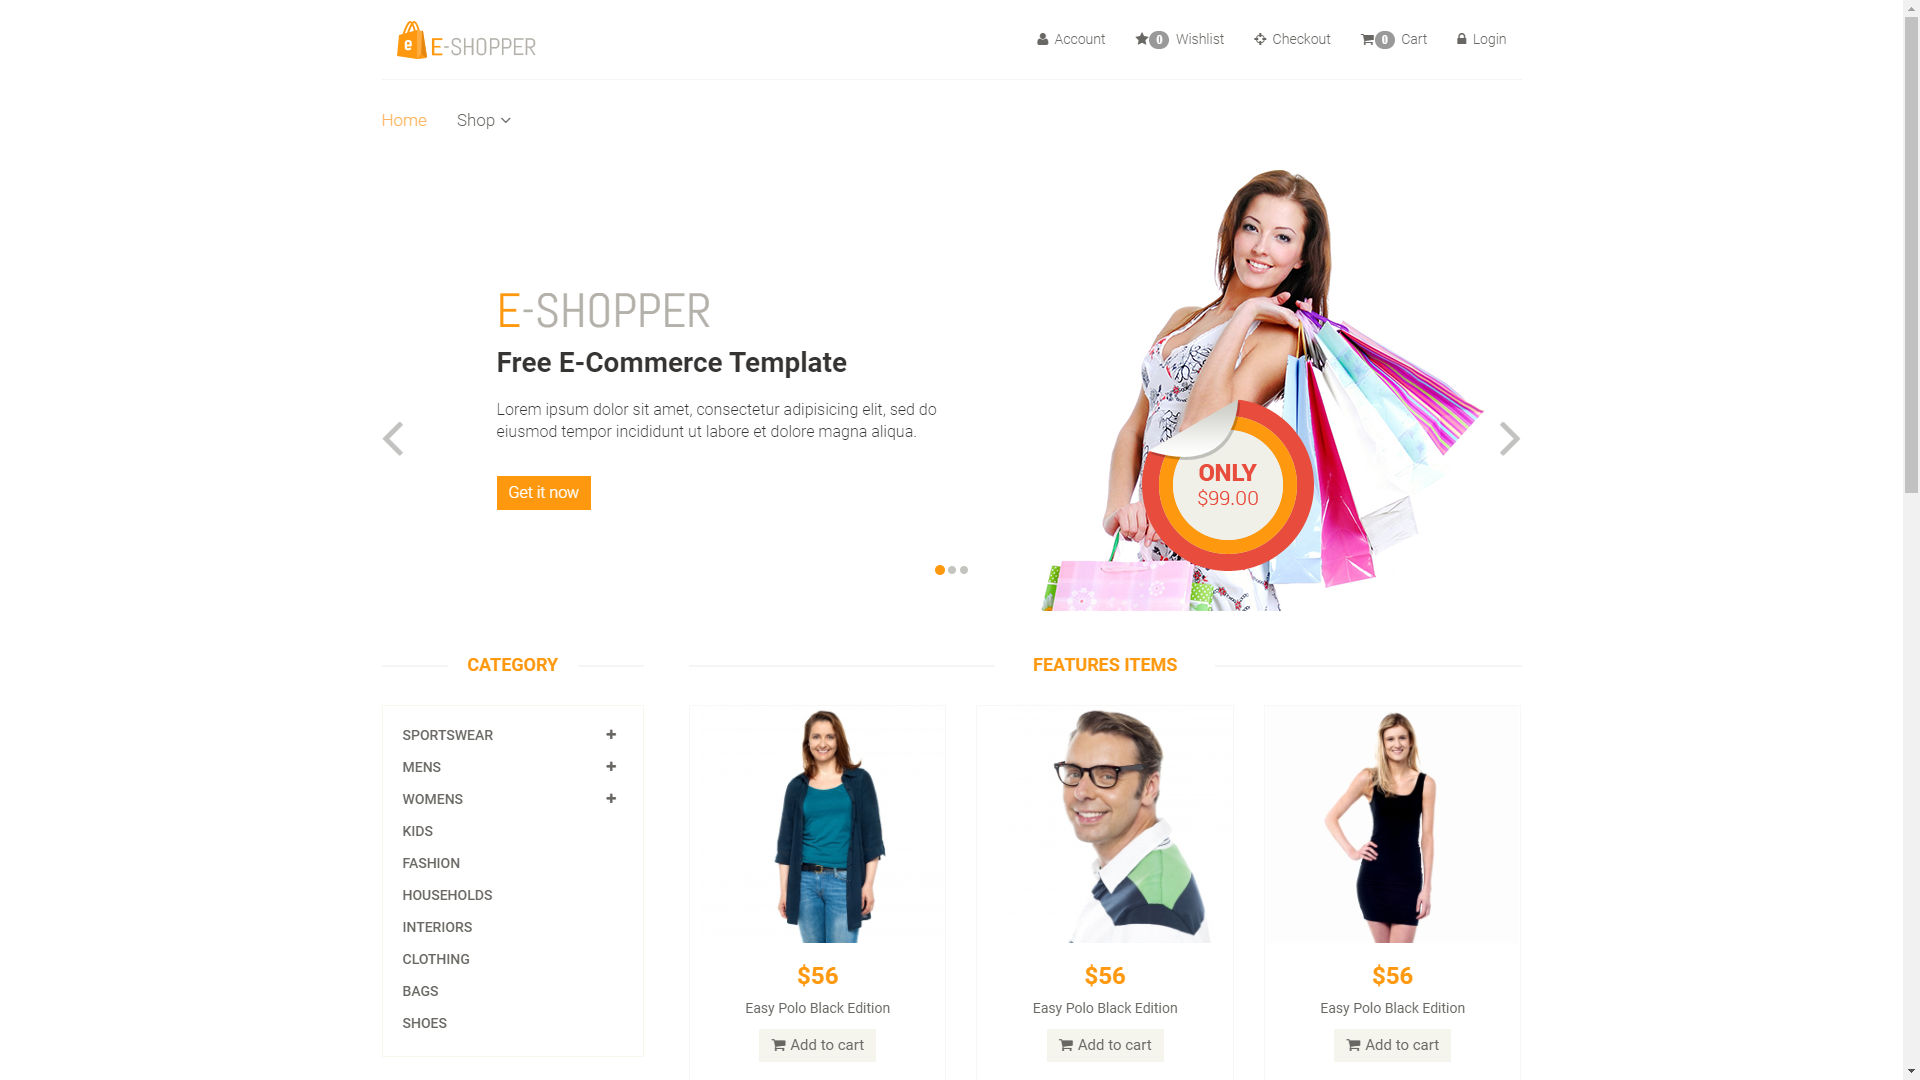 e E-SHOPPER
Account
0 Wishlist
Checkout
0 Cart
Login
Home
Shop
E-SHOPPER
Free E-Commerce Template
Lorem ipsum dolor sit amet, consectetur adipisicing elit, sed do
eiusmod tempor incididunt ut labore et dolore magna aliqua.
Get it now
ONLY
$99.00
CATEGORY
SPORTSWEAR
MENS
WOMENS
KIDS
FASHION
HOUSEHOLDS
INTERIORS
CLOTHING
BAGS
SHOES
FEATURES ITEMS
$56
Easy Polo Black Edition
Add to cart
$56
Easy Polo Black Edition
Add to cart
$56
Easy Polo Black Edition
Add to cart